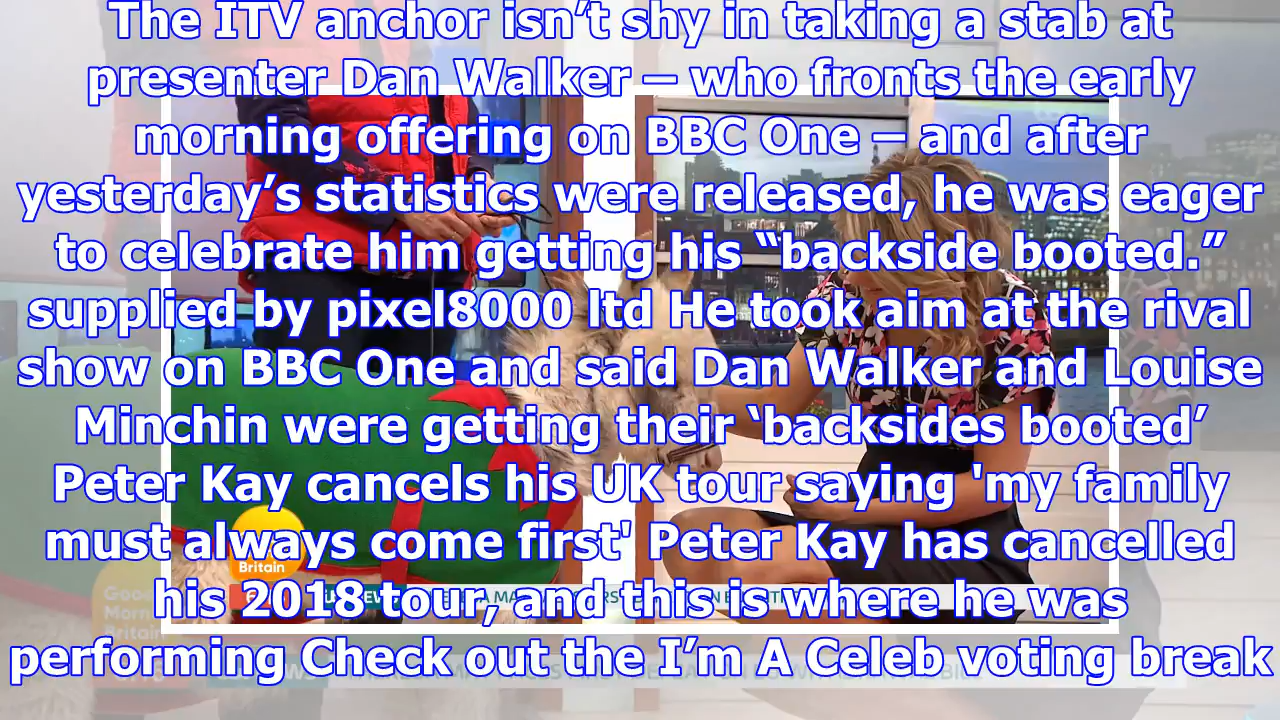 The ITV anchor isn’t shy in taking a stab at
presenter Dan Walker – who fronts the early
morning offering on BBC One – and after
yesterday’s statistics were released, he was eager
to celebrate him getting his “backside booted.”
supplied by pixel8000 ltd He took aim at the rival
show on BBC One and said Dan Walker and Louise
Minchin were getting their ‘backsides booted’
Peter Kay cancels his UK tour saying 'my family
must always come first' Peter Kay has cancelled
Britain
his 2018 tour, and this is where he was
performing Check out the I’m A Celeb voting break